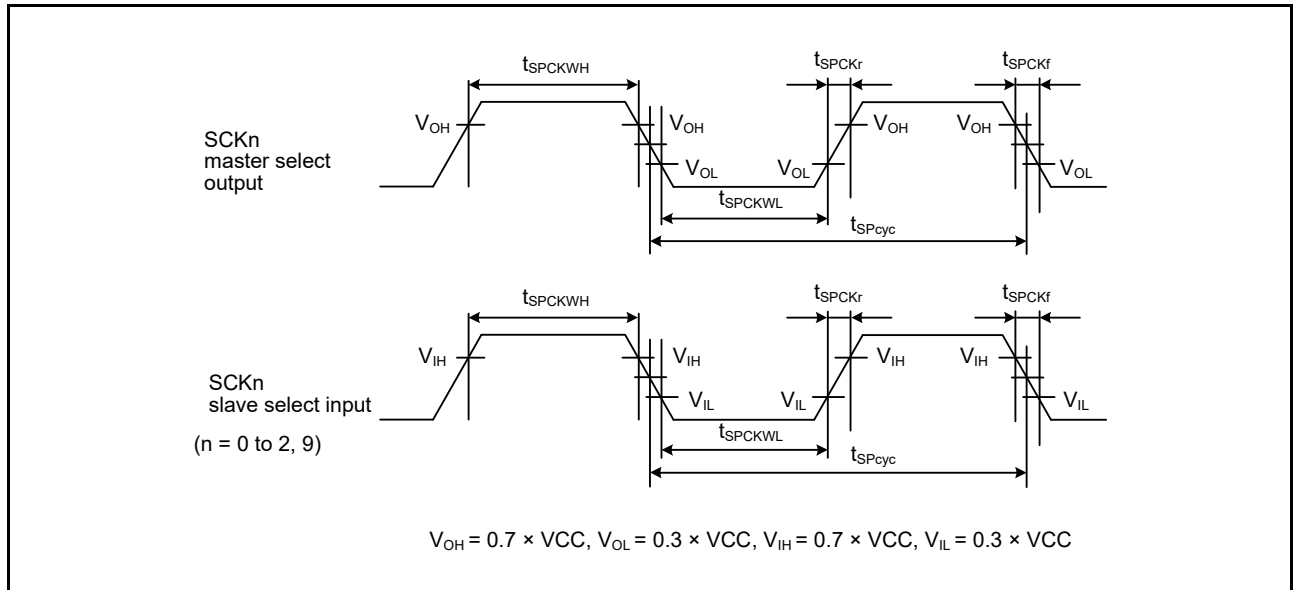 tSPCKWH
tSPCKr
tSPCKf
VOH
VOH
VOH
VOH
SCKn
master select
output
VOL
VOL
VOL
tSPCKWL
tSPcyc
tSPCKWH
tSPCKr
tSPCKf
VIH
VIH
VIH
VIH
SCKn
slave select input
(n = 0 to 2, 9)
VIL
VIL
VIL
tSPCKWL
tSPcyc
VOH = 0.7 × VCC, VOL = 0.3 × VCC, VIH = 0.7 × VCC, VIL = 0.3 × VCC